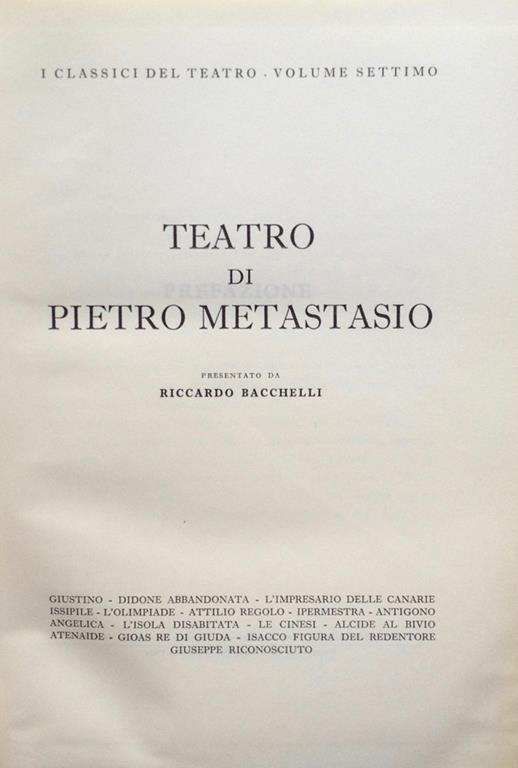 I CLASSICI DEL TEATRO · VOLUME SETTIMO
TEATRO
DI
PREFAZIONE
PIETRO METASTASIO
PRESENTATO DA
RICCARDO BACCHELLI
GIUSTINO - DIDONE ABBANDONATA - L'IMPRESARIO DELLE CANARIE
ISSIPILE - L'OLIMPIADE - ATTILIO REGOLO - IPERMESTRA - ANTIGONO
ANGELICA - L'ISOLA DISABITATA - LE CINESI - ALCIDE AL BIVIO
ATENAIDE - GIOAS RE DI GIUDA - ISACCO FIGURA DEL REDENTORE
GIUSEPPE RICONOSCIUTO